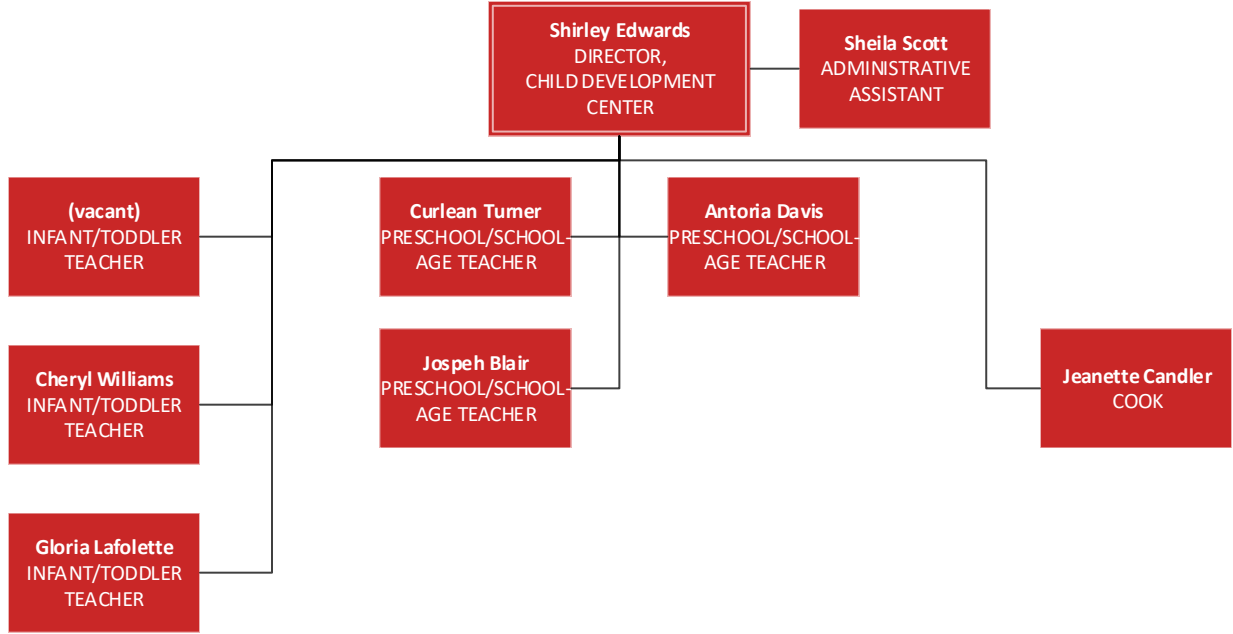 Shirley Edwards
DIRECTOR,
CHILD DEVELOPMENT
CENTER
Sheila Scott
ADMINISTRATIVE
ASSISTANT
(vacant)
INFANT/TODDLER
TEACHER
Curlean Turner
PRESCHOOL/SCHOOL-
AGE TEACHER
Antoria Davis
PRESCHOOL/SCHOOL-
AGE TEACHER
Cheryl Williams
INFANT/TODDLER
TEACHER
Jospeh Blair
PRESCHOOL/SCHOOL-
AGE TEACHER
Jeanette Candler
COOK
Gloria Lafolette
INFANT/TODDLER
TEACHER